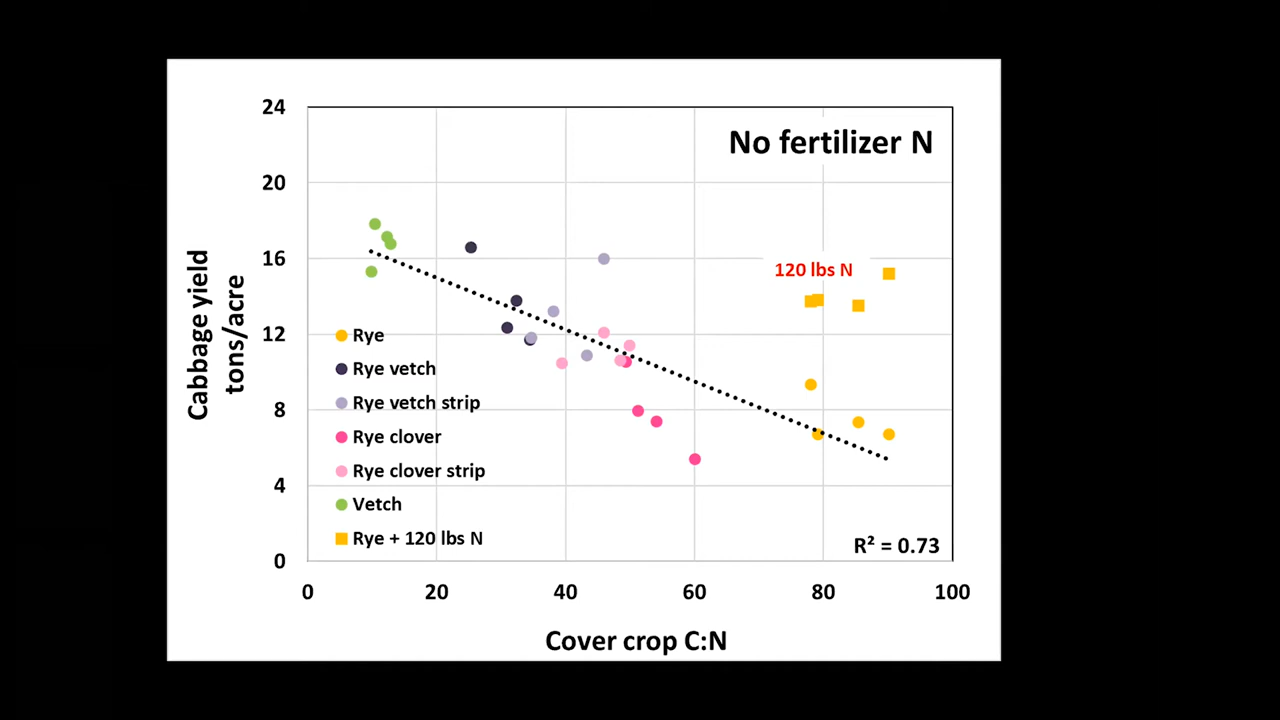 No fertilizer N
24
20
16
12
8
4
0
Cabbage yield
tons/acre
120 lbs N
Rye
Rye vetch
Rye vetch strip
Rye clover
Rye clover strip
Vetch
Rye + 120 lbs N
R² = 0.73
0 20 40 60 80 100
Cover crop C:N